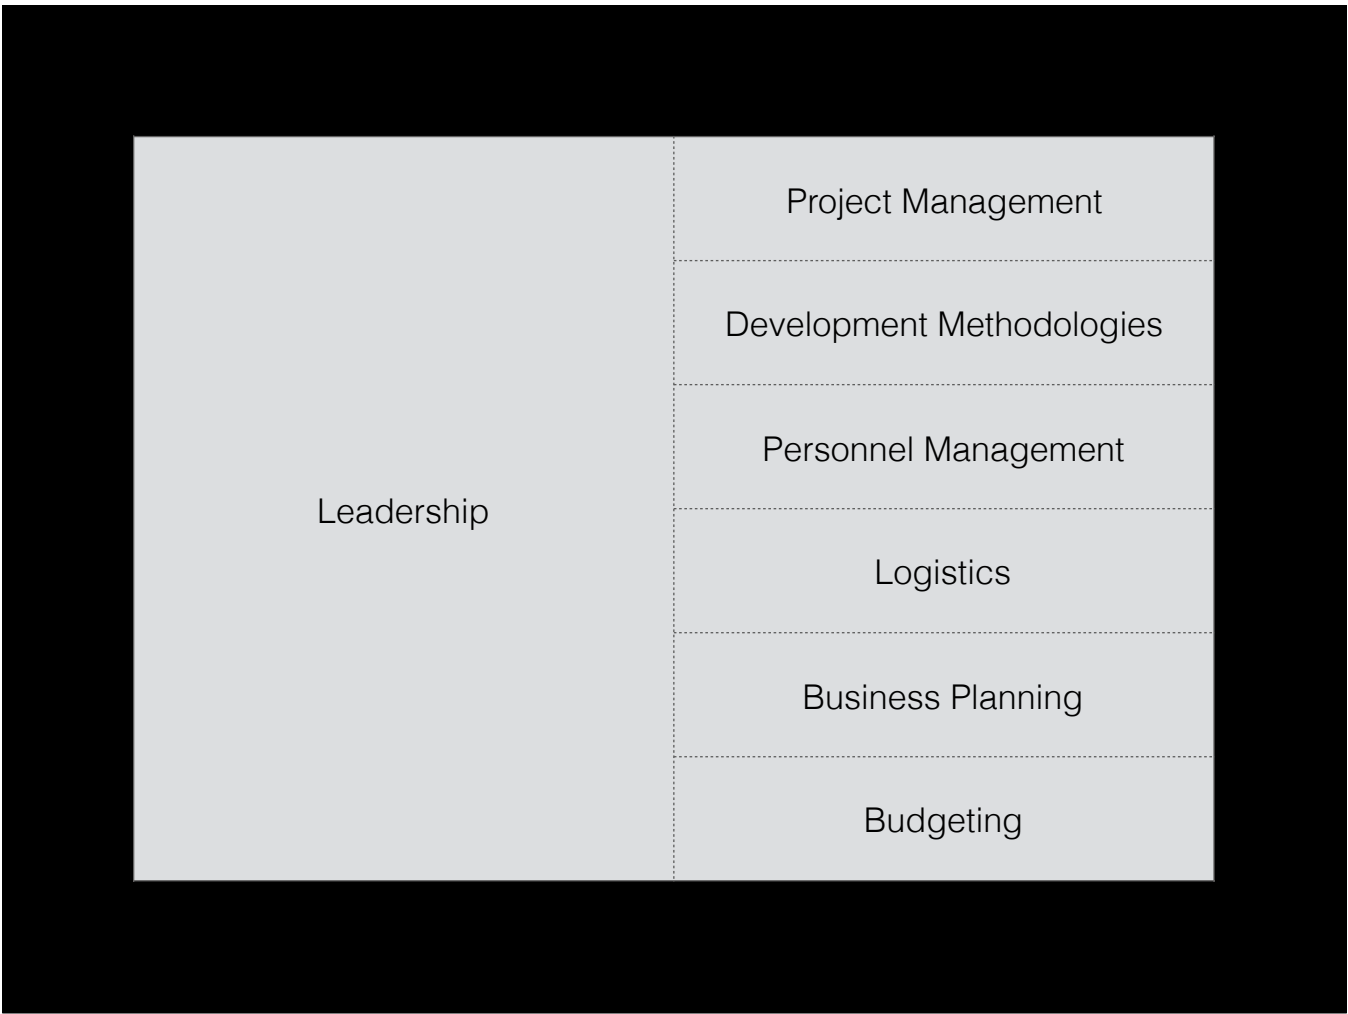 Leadership
Project Management
Development Methodologies
Personnel Management
Logistics
Business Planning
Budgeting